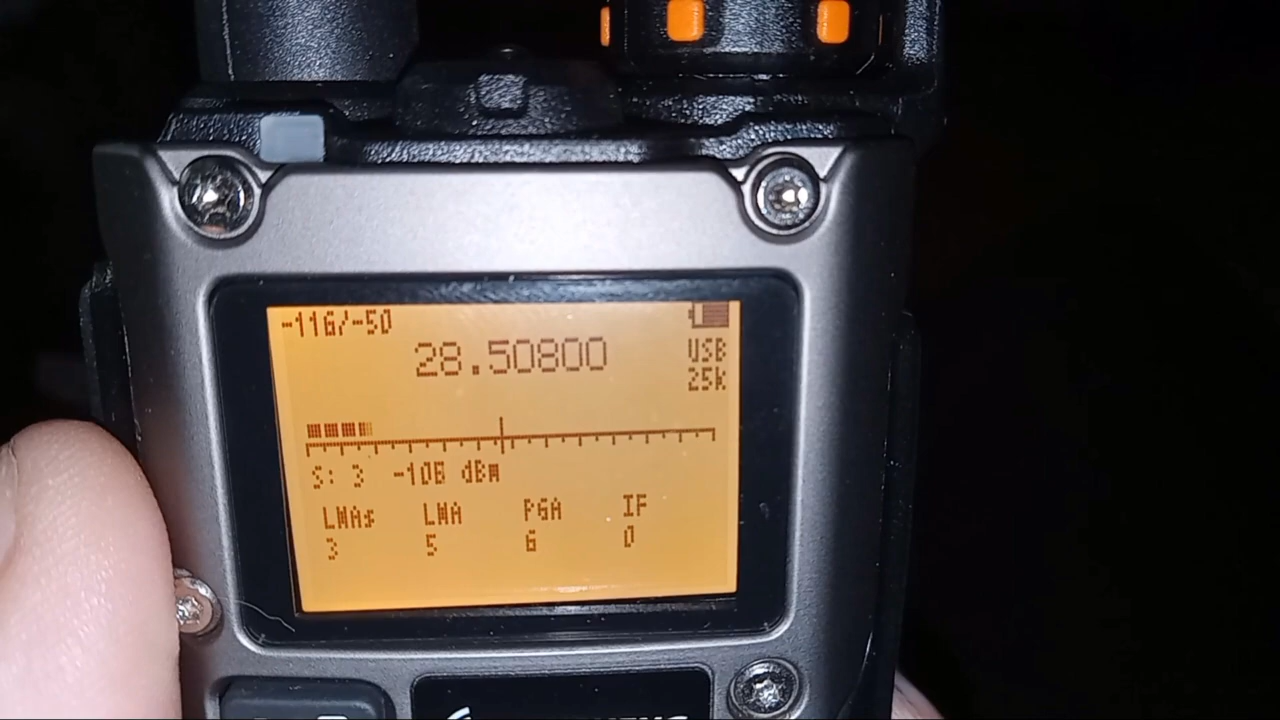 -116/-50
28.50800
USB
25k
S: 3 -106 dBm
LNAs LNA PGA IF
3 5 6 0